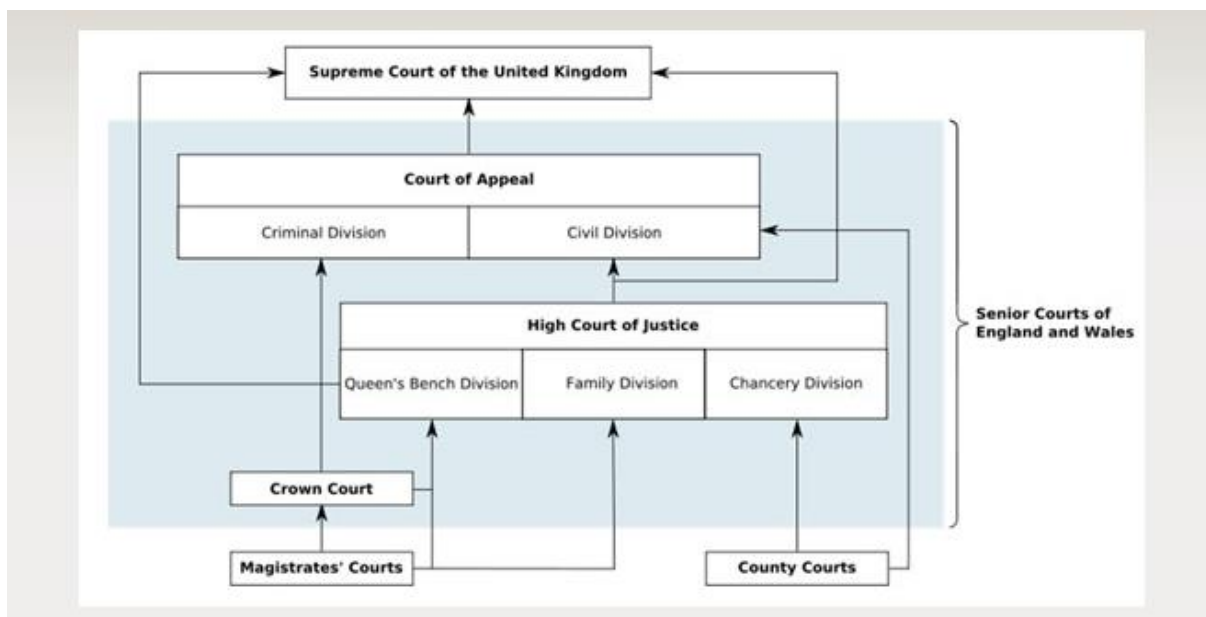 Supreme Court of the United Kingdom
Court of Appeal
Criminal Division
Civil Division
High Court of Justice
Queen's Bench Division
Family Division
Chancery Division
Senior Courts of
England and Wales
Crown Court
Magistrates' Courts
County Courts